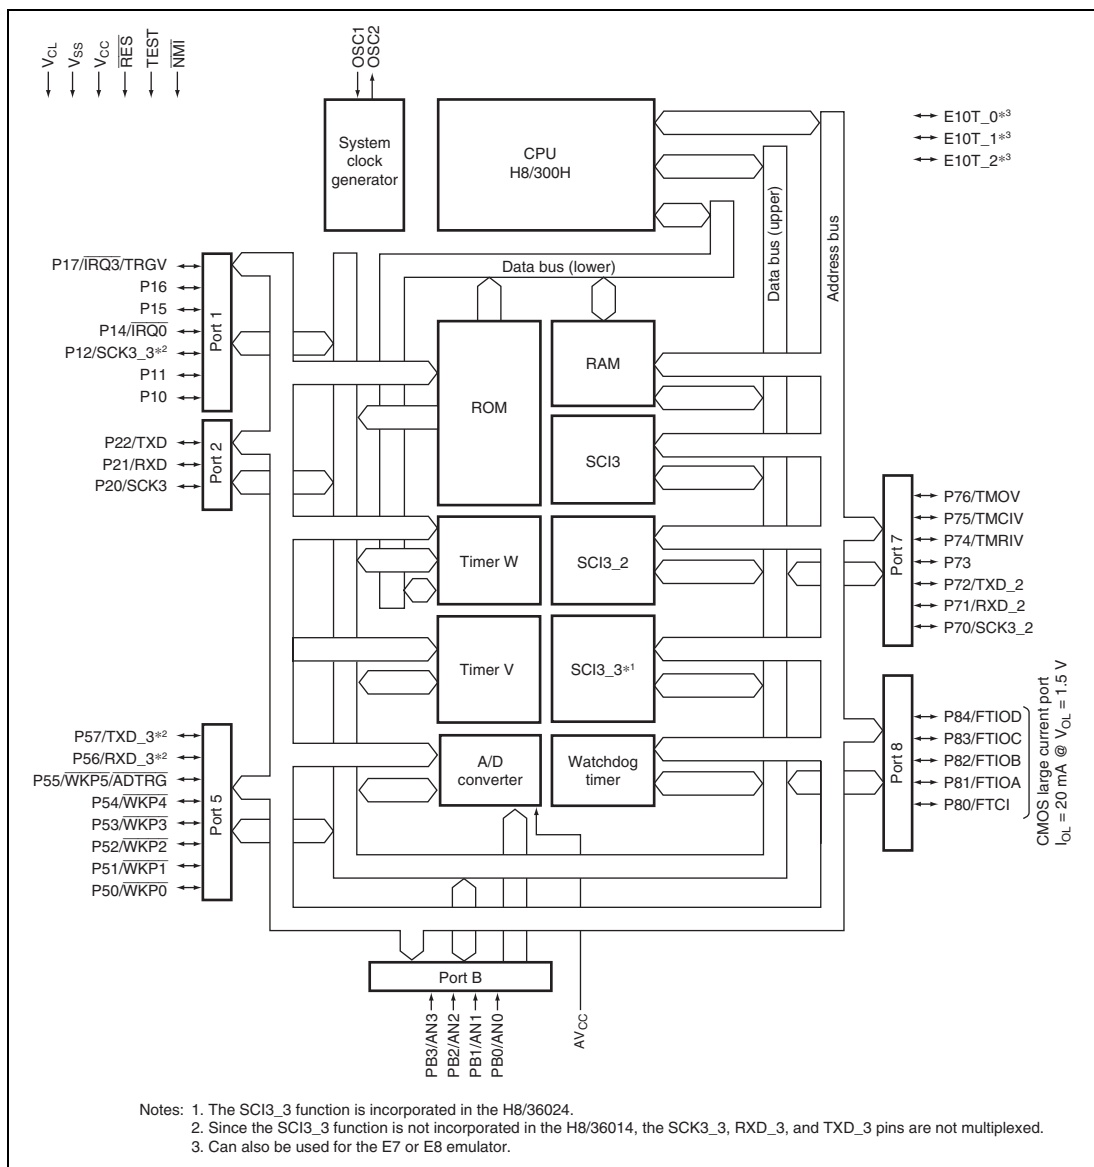 VCL
VSS
VCC
RES
TEST
NMI
OSC1
OSC2
System
clock
generator
CPU
H8/300H
E10T_0*3
E10T_1*3
E10T_2*3
Data bus (lower)
Data bus (upper)
Address bus
P17/IRQ3/TRGV
P16
P15
P14/IRQ0
P12/SCK3_3*2
P11
P10
Port 1
P22/TXD
P21/RXD
P20/SCK3
Port 2
P57/TXD_3*2
P56/RXD_3*2
P55/WKP5/ADTRG
P54/WKP4
P53/WKP3
P52/WKP2
P51/WKP1
P50/WKP0
Port 5
ROM
RAM
SCI3
Timer W
SCI3_2
Timer V
SCI3_3*1
A/D
converter
Watchdog
timer
Port 7
P76/TMOV
P75/TMCIV
P74/TMRIV
P73
P72/TXD_2
P71/RXD_2
P70/SCK3_2
Port 8
P84/FTIOD
P83/FTIOC
P82/FTIOB
P81/FTIOA
P80/FTCI
CMOS large current port
IOL = 20 mA @ VOL = 1.5 V
Port B
PB3/AN3
PB2/AN2
PB1/AN1
PB0/AN0
AVCC
Notes: 1. The SCI3_3 function is incorporated in the H8/36024.
2. Since the SCI3_3 function is not incorporated in the H8/36014, the SCK3_3, RXD_3, and TXD_3 pins are not multiplexed.
3. Can also be used for the E7 or E8 emulator.